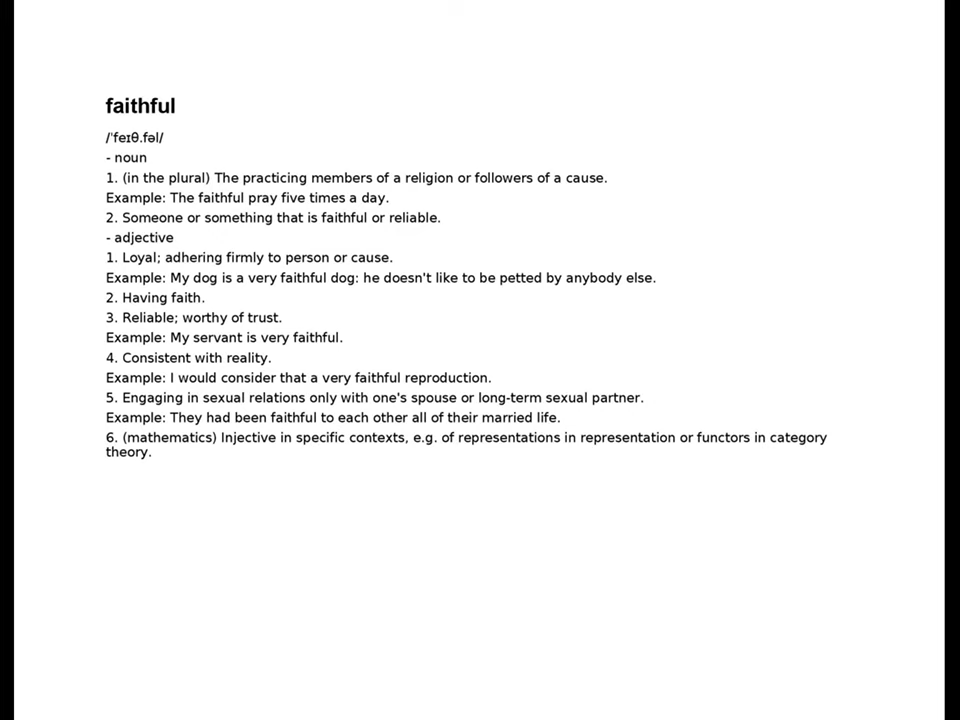 faithful
/ˈfeɪθ.fəl/
- noun
1. (in the plural) The practicing members of a religion or followers of a cause.
Example: The faithful pray five times a day.
2. Someone or something that is faithful or reliable.
- adjective
1. Loyal; adhering firmly to person or cause.
Example: My dog is a very faithful dog: he doesn't like to be petted by anybody else.
2. Having faith.
3. Reliable; worthy of trust.
Example: My servant is very faithful.
4. Consistent with reality.
Example: I would consider that a very faithful reproduction.
5. Engaging in sexual relations only with one's spouse or long-term sexual partner.
Example: They had been faithful to each other all of their married life.
6. (mathematics) Injective in specific contexts, e.g. of representations in representation or functors in category
theory.